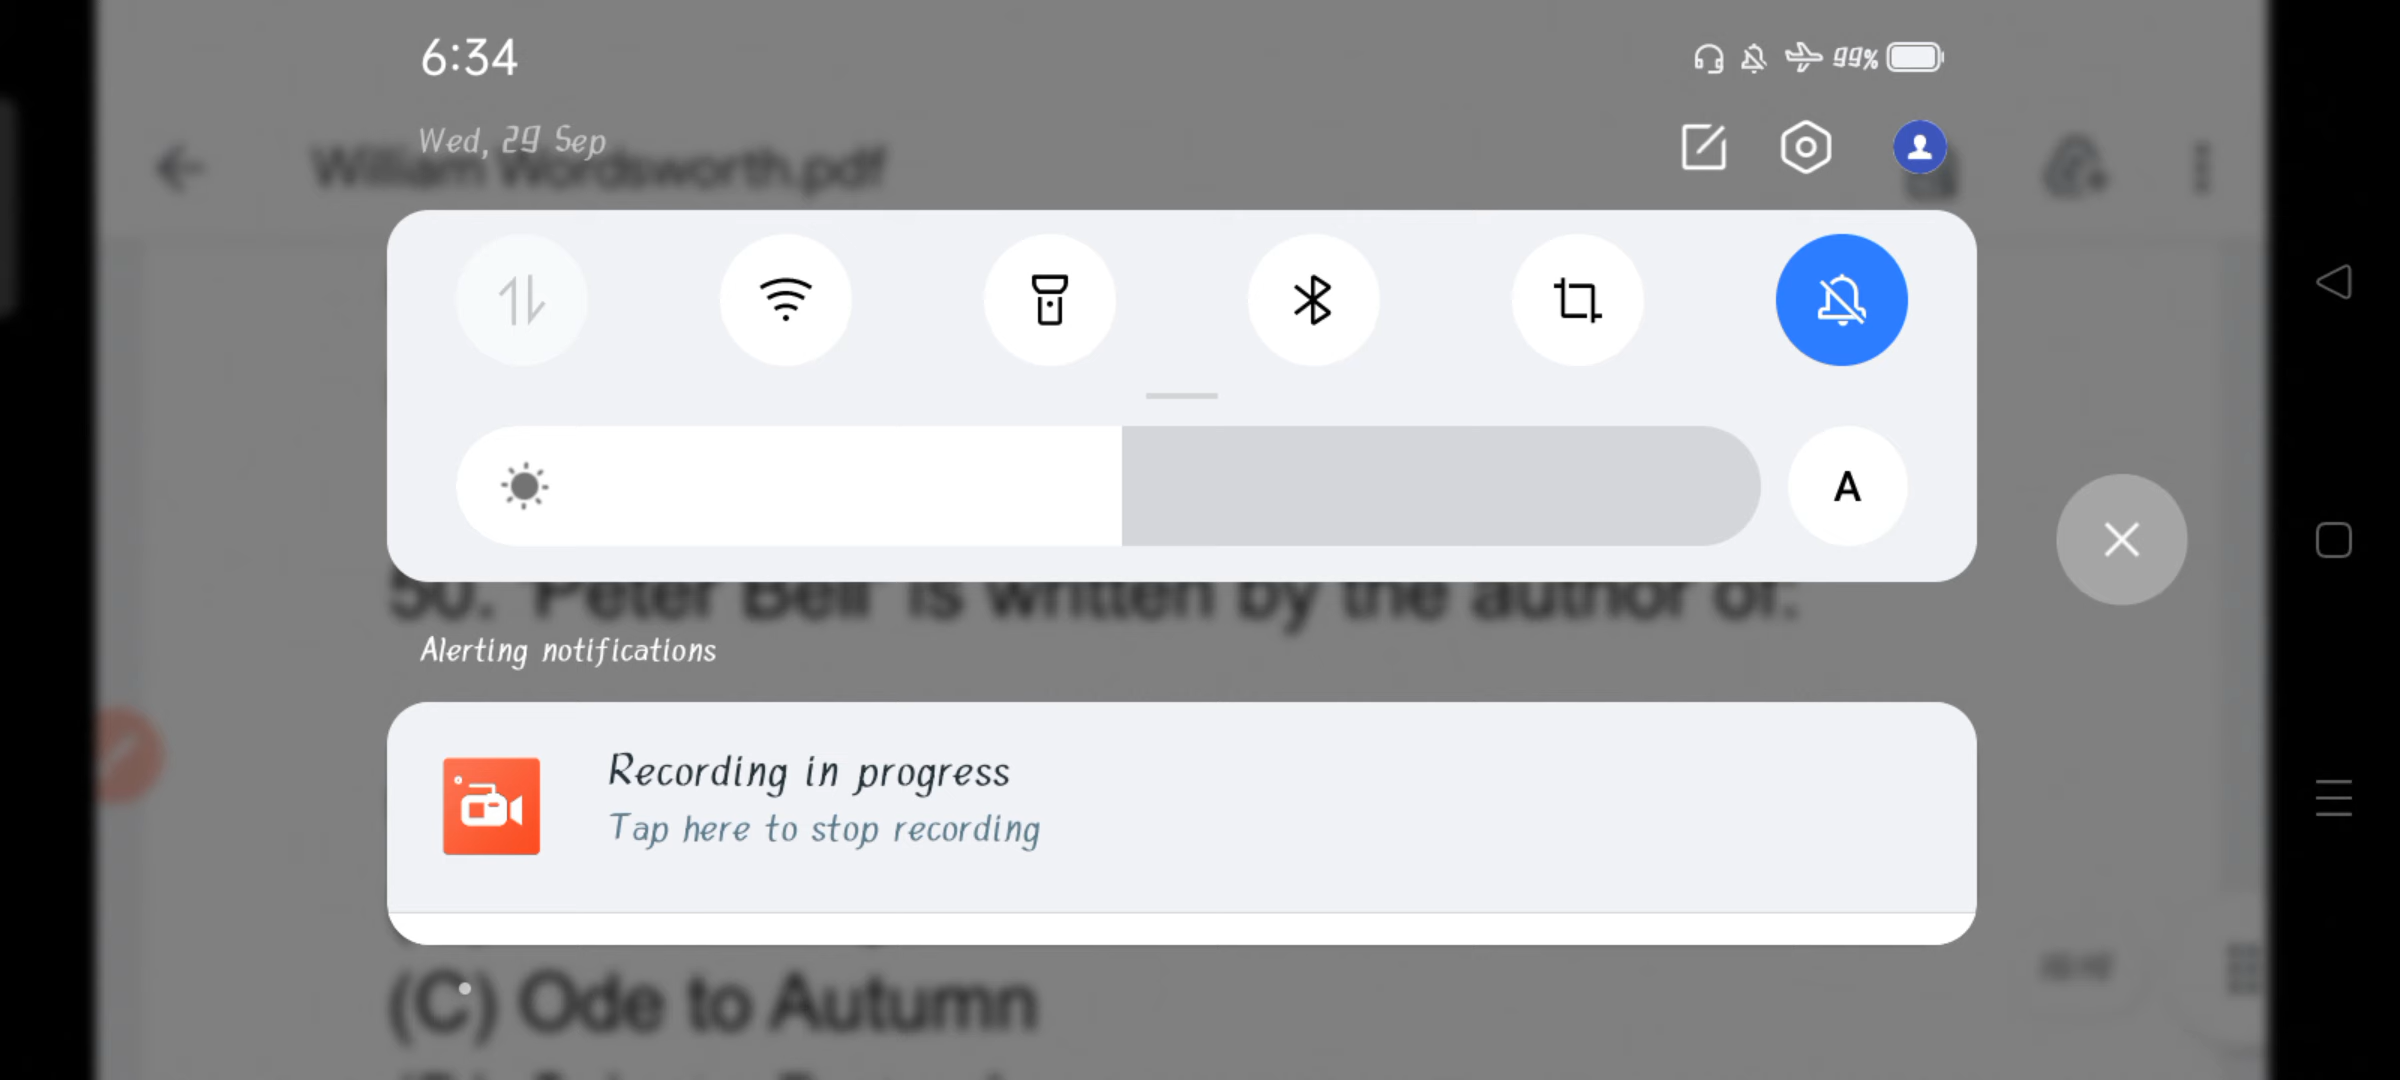 6:34
99%
Wed, 29 Sep
William Wordsworth.pdf
A
50. 'Peter Bell' is written by the author of:
Alerting notifications
Recording in progress
Tap here to stop recording
(C) Ode to Autumn